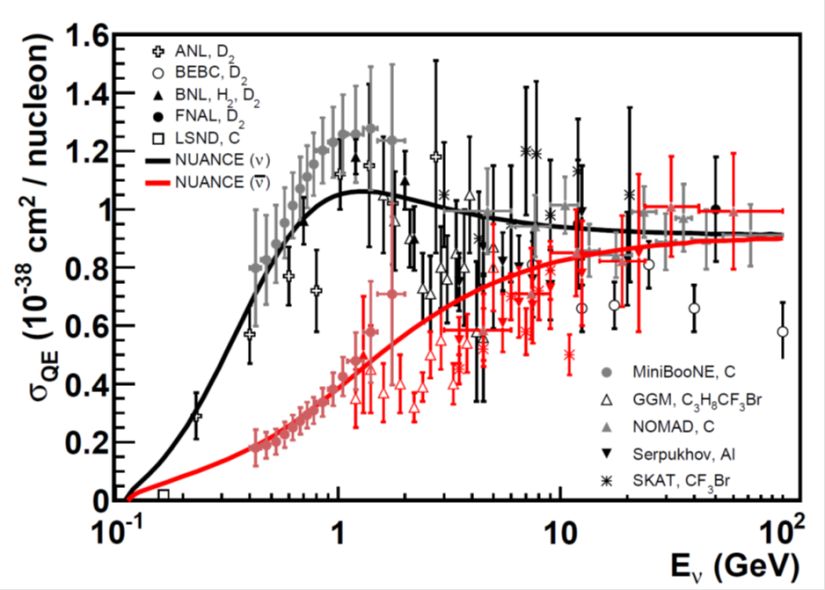 1.6
1.4
1.2
1
0.8
0.6
0.4
0.2
0
σQE (10-38 cm2 / nucleon)
ANL, D2
BEBC, D2
BNL, H2, D2
FNAL, D2
LSND, C
NUANCE (ν)
NUANCE (ν̅)
MiniBooNE, C
GGM, C3H8CF3Br
NOMAD, C
Serpukhov, Al
SKAT, CF3Br
10-1
1
10
102
Eν (GeV)